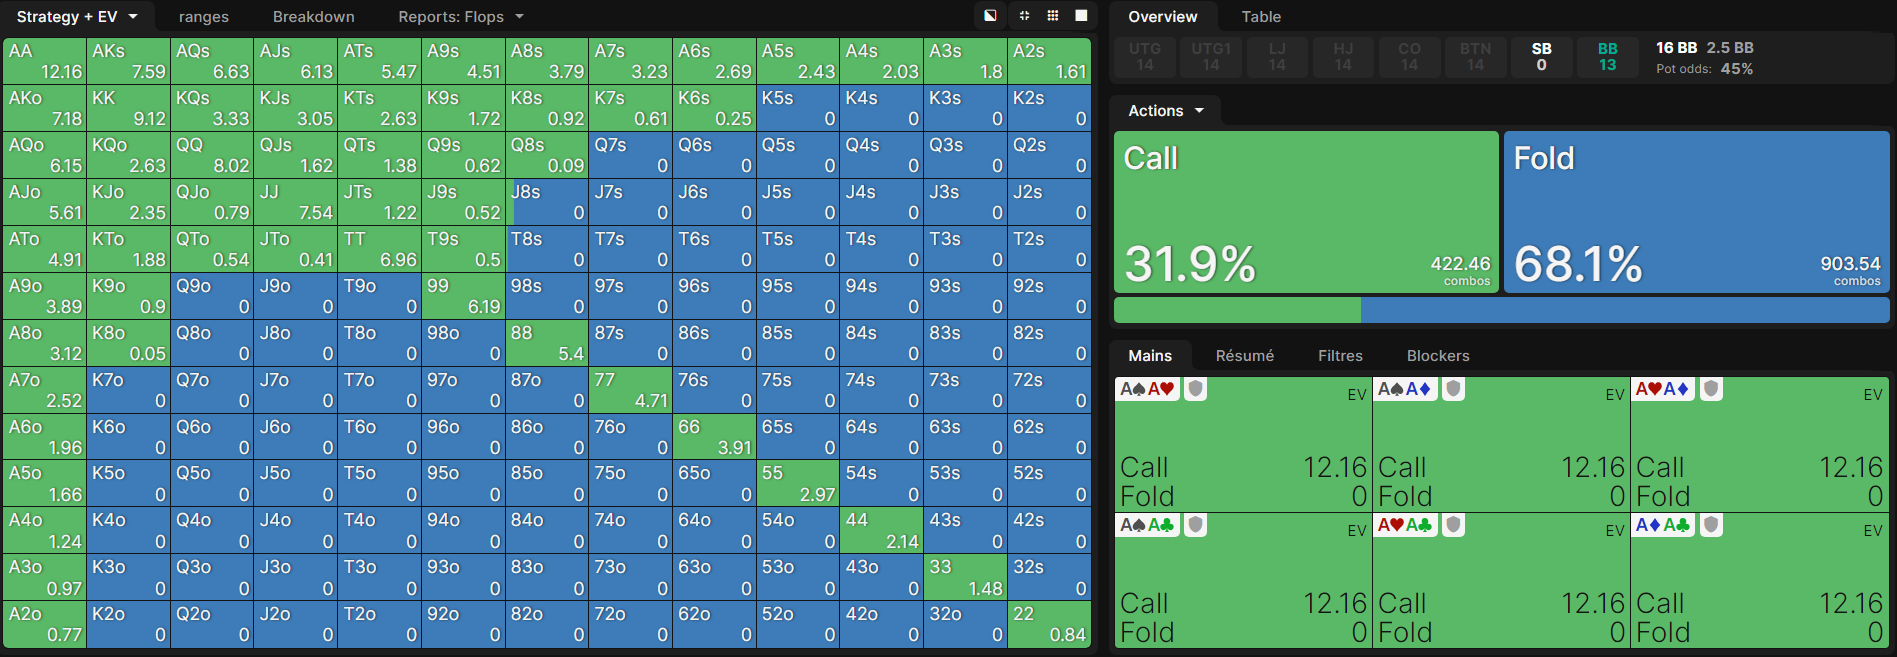 Strategy + EV ranges Breakdown Reports: Flops
AA AKs AQs AJs ATs A9s A8s A7s A6s A5s A4s A3s A2s
12.16 7.59 6.63 6.13 5.47 4.51 3.79 3.23 2.69 2.43 2.03 1.8 1.61
AKo KK KQs KJs KTs K9s K8s K7s K6s K5s K4s K3s K2s
7.18 9.12 3.33 3.05 2.63 1.72 0.92 0.61 0.25 0 0 0 0
AQo KQo QQ QJs QTs Q9s Q8s Q7s Q6s Q5s Q4s Q3s Q2s
6.15 2.63 8.02 1.62 1.38 0.62 0.09 0 0 0 0 0 0
AJo KJo QJo JJ JTs J9s J8s J7s J6s J5s J4s J3s J2s
5.61 2.35 0.79 7.54 1.22 0.52 0 0 0 0 0 0 0
ATo KTo QTo JTo TT T9s T8s T7s T6s T5s T4s T3s T2s
4.91 1.88 0.54 0.41 6.96 0.5 0 0 0 0 0 0 0
A9o K9o Q9o J9o T9o 99 98s 97s 96s 95s 94s 93s 92s
3.89 0.9 0 0 0 6.19 0 0 0 0 0 0 0
A8o K8o Q8o J8o T8o 98o 88 87s 86s 85s 84s 83s 82s
3.12 0.05 0 0 0 0 5.4 0 0 0 0 0 0
A7o K7o Q7o J7o T7o 97o 87o 77 76s 75s 74s 73s 72s
2.52 0 0 0 0 0 0 4.71 0 0 0 0 0
A6o K6o Q6o J6o T6o 96o 86o 76o 66 65s 64s 63s 62s
1.96 0 0 0 0 0 0 0 3.91 0 0 0 0
A5o K5o Q5o J5o T5o 95o 85o 75o 65o 55 54s 53s 52s
1.66 0 0 0 0 0 0 0 0 2.97 0 0 0
A4o K4o Q4o J4o T4o 94o 84o 74o 64o 54o 44 43s 42s
1.24 0 0 0 0 0 0 0 0 0 2.14 0 0
A3o K3o Q3o J3o T3o 93o 83o 73o 63o 53o 43o 33 32s
0.97 0 0 0 0 0 0 0 0 0 0 1.48 0
A2o K2o Q2o J2o T2o 92o 82o 72o 62o 52o 42o 32o 22
0.77 0 0 0 0 0 0 0 0 0 0 0 0.84
Overview Table
UTG UTG1 LJ HJ CO BTN SB BB
14 14 14 14 14 14 0 13
16 BB 2.5 BB
Pot odds: 45%
Actions
Call Fold
31.9% 422.46 combos 68.1% 903.54 combos
Mains Résumé Filtres Blockers
A♠A♥ EV A♠A♦ EV A♥A♦ EV
Call 12.16 Call 12.16 Call 12.16
Fold 0 Fold 0 Fold 0
A♠A♣ EV A♥A♣ EV A♦A♣ EV
Call 12.16 Call 12.16 Call 12.16
Fold 0 Fold 0 Fold 0